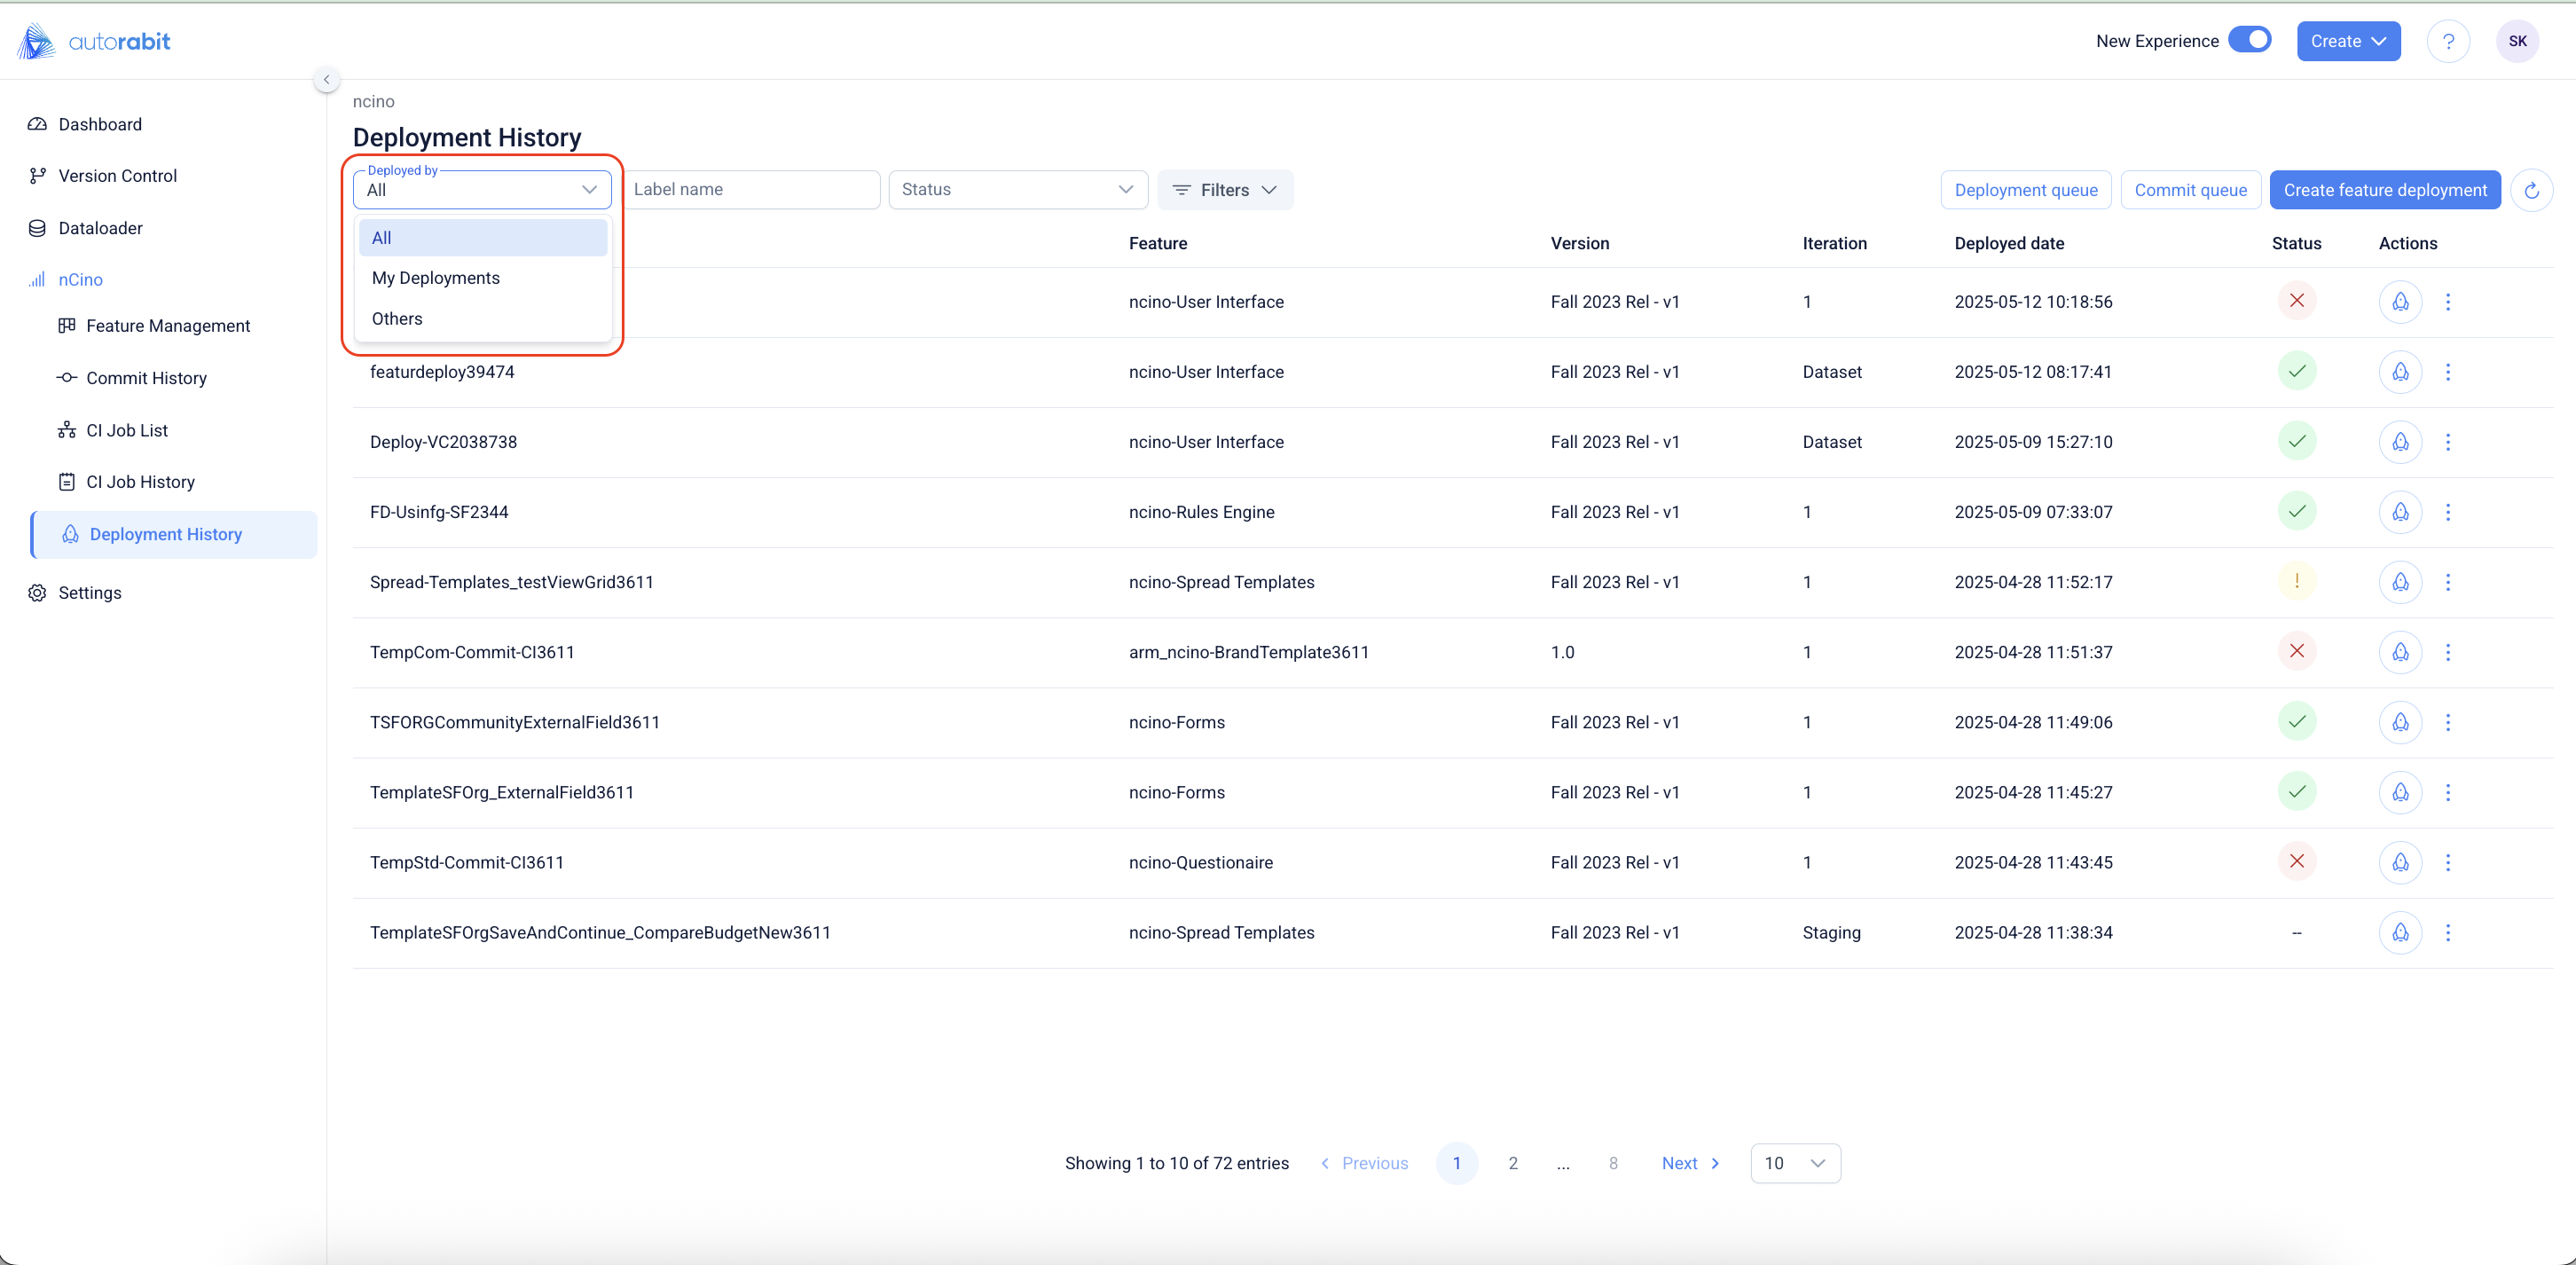 autorabit
New Experience
Create
?
SK
Dashboard
Version Control
Dataloader
nCino
Feature Management
Commit History
CI Job List
CI Job History
Deployment History
Settings
ncino
Deployment History
Deployed by
All
Label name
Status
Filters
Deployment queue
Commit queue
Create feature deployment
All
My Deployments
Others
Feature Version Iteration Deployed date Status Actions
ncino-User Interface Fall 2023 Rel - v1 1 2025-05-12 10:18:56
featurdeploy39474 ncino-User Interface Fall 2023 Rel - v1 Dataset 2025-05-12 08:17:41
Deploy-VC2038738 ncino-User Interface Fall 2023 Rel - v1 Dataset 2025-05-09 15:27:10
FD-Usinfg-SF2344 ncino-Rules Engine Fall 2023 Rel - v1 1 2025-05-09 07:33:07
Spread-Templates_testViewGrid3611 ncino-Spread Templates Fall 2023 Rel - v1 1 2025-04-28 11:52:17 !
TempCom-Commit-CI3611 arm_ncino-BrandTemplate3611 1.0 1 2025-04-28 11:51:37
TSFORGCommunityExternalField3611 ncino-Forms Fall 2023 Rel - v1 1 2025-04-28 11:49:06
TemplateSFOrg_ExternalField3611 ncino-Forms Fall 2023 Rel - v1 1 2025-04-28 11:45:27
TempStd-Commit-CI3611 ncino-Questionaire Fall 2023 Rel - v1 1 2025-04-28 11:43:45
TemplateSFOrgSaveAndContinue_CompareBudgetNew3611 ncino-Spread Templates Fall 2023 Rel - v1 Staging 2025-04-28 11:38:34 --
Showing 1 to 10 of 72 entries Previous 1 2 ... 8 Next 10